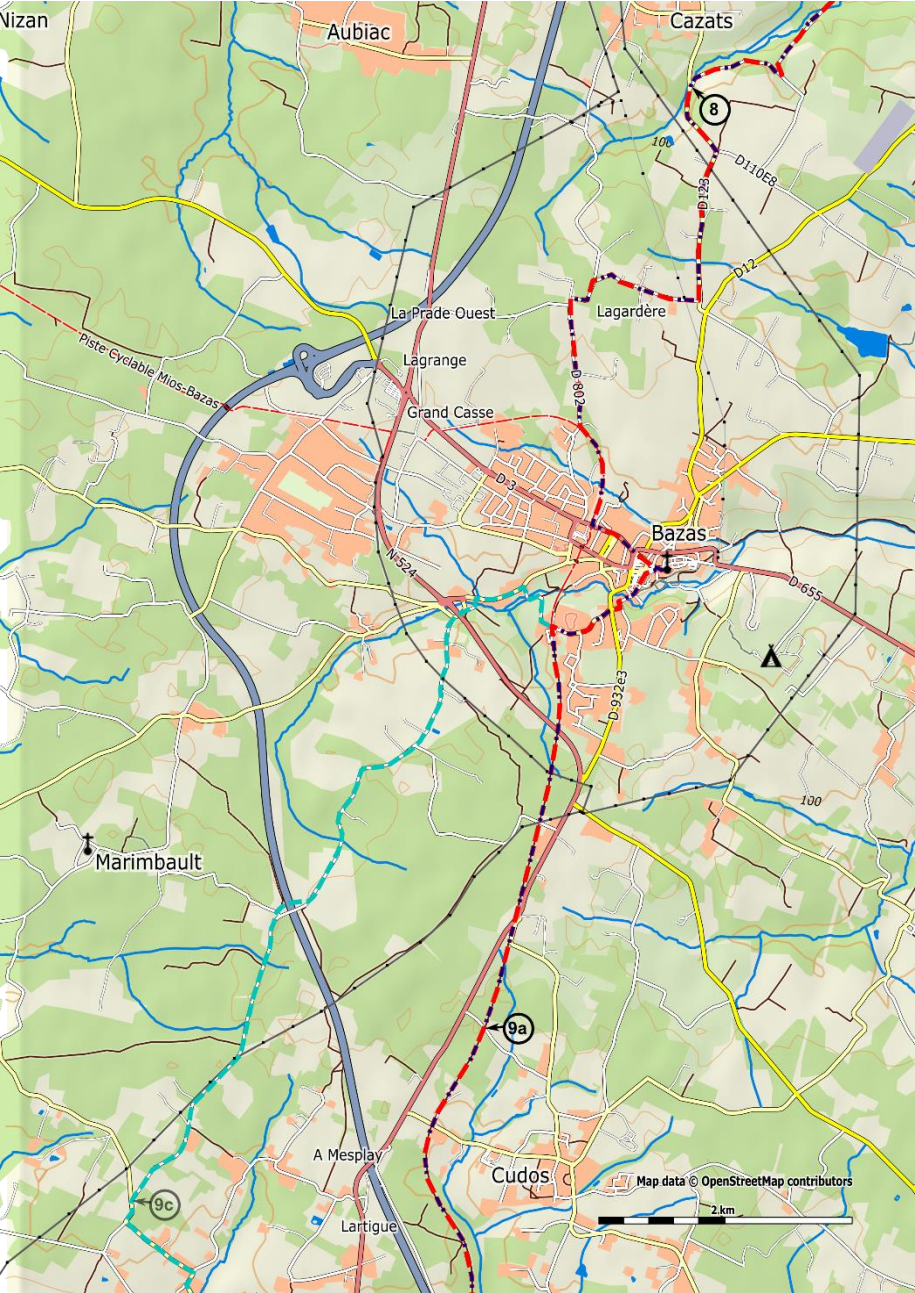 Nizan
Aubiac
Cazats
8
100
D110E8
D123
D12
La Prade Ouest
Lagardère
Piste Cyclable Mios-Bazas
Lagrange
D 802
Grand Casse
D 3
Bazas
N 524
D 655
D 932e3
100
Marimbault
9a
A Mesplay
Cudos
Map data © OpenStreetMap contributors
9c
2 km
Lartigue